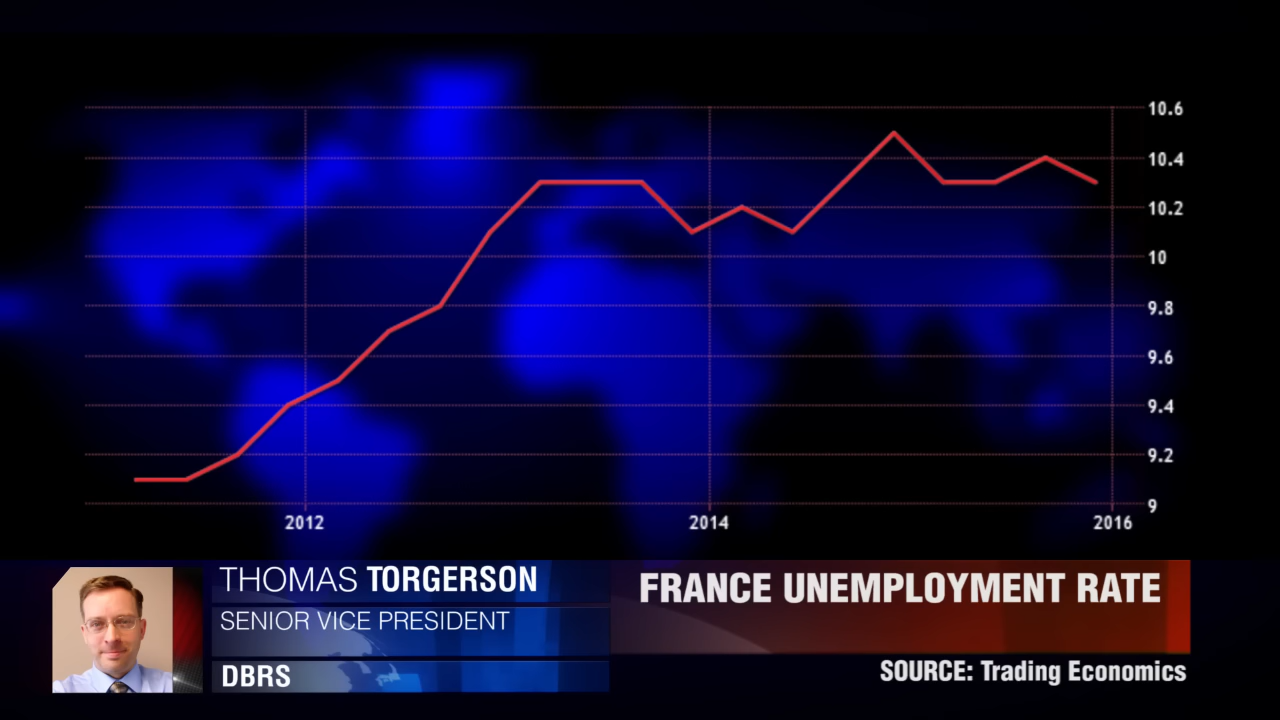 10.6
10.4
10.2
10
9.8
9.6
9.4
9.2
9
2012 2014 2016
THOMAS TORGERSON
SENIOR VICE PRESIDENT
DBRS
FRANCE UNEMPLOYMENT RATE
SOURCE: Trading Economics